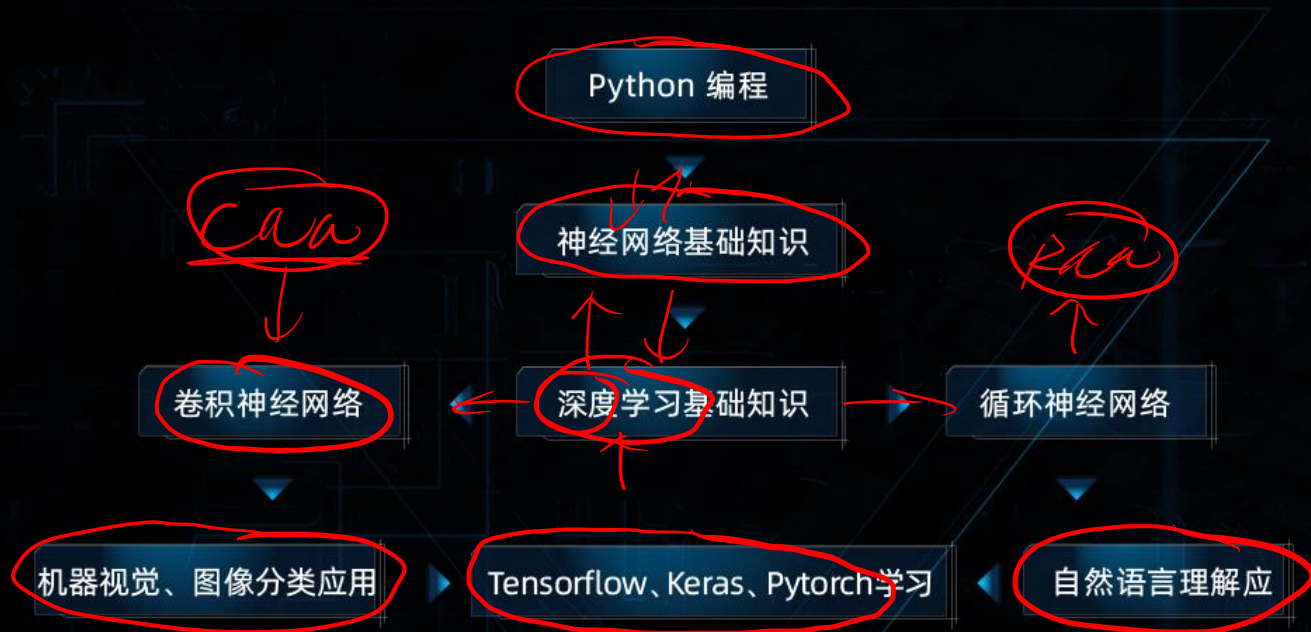 Python 编程
神经网络基础知识
卷积神经网络
深度学习基础知识
循环神经网络
机器视觉、图像分类应用
Tensorflow、Keras、Pytorch学习
自然语言理解应